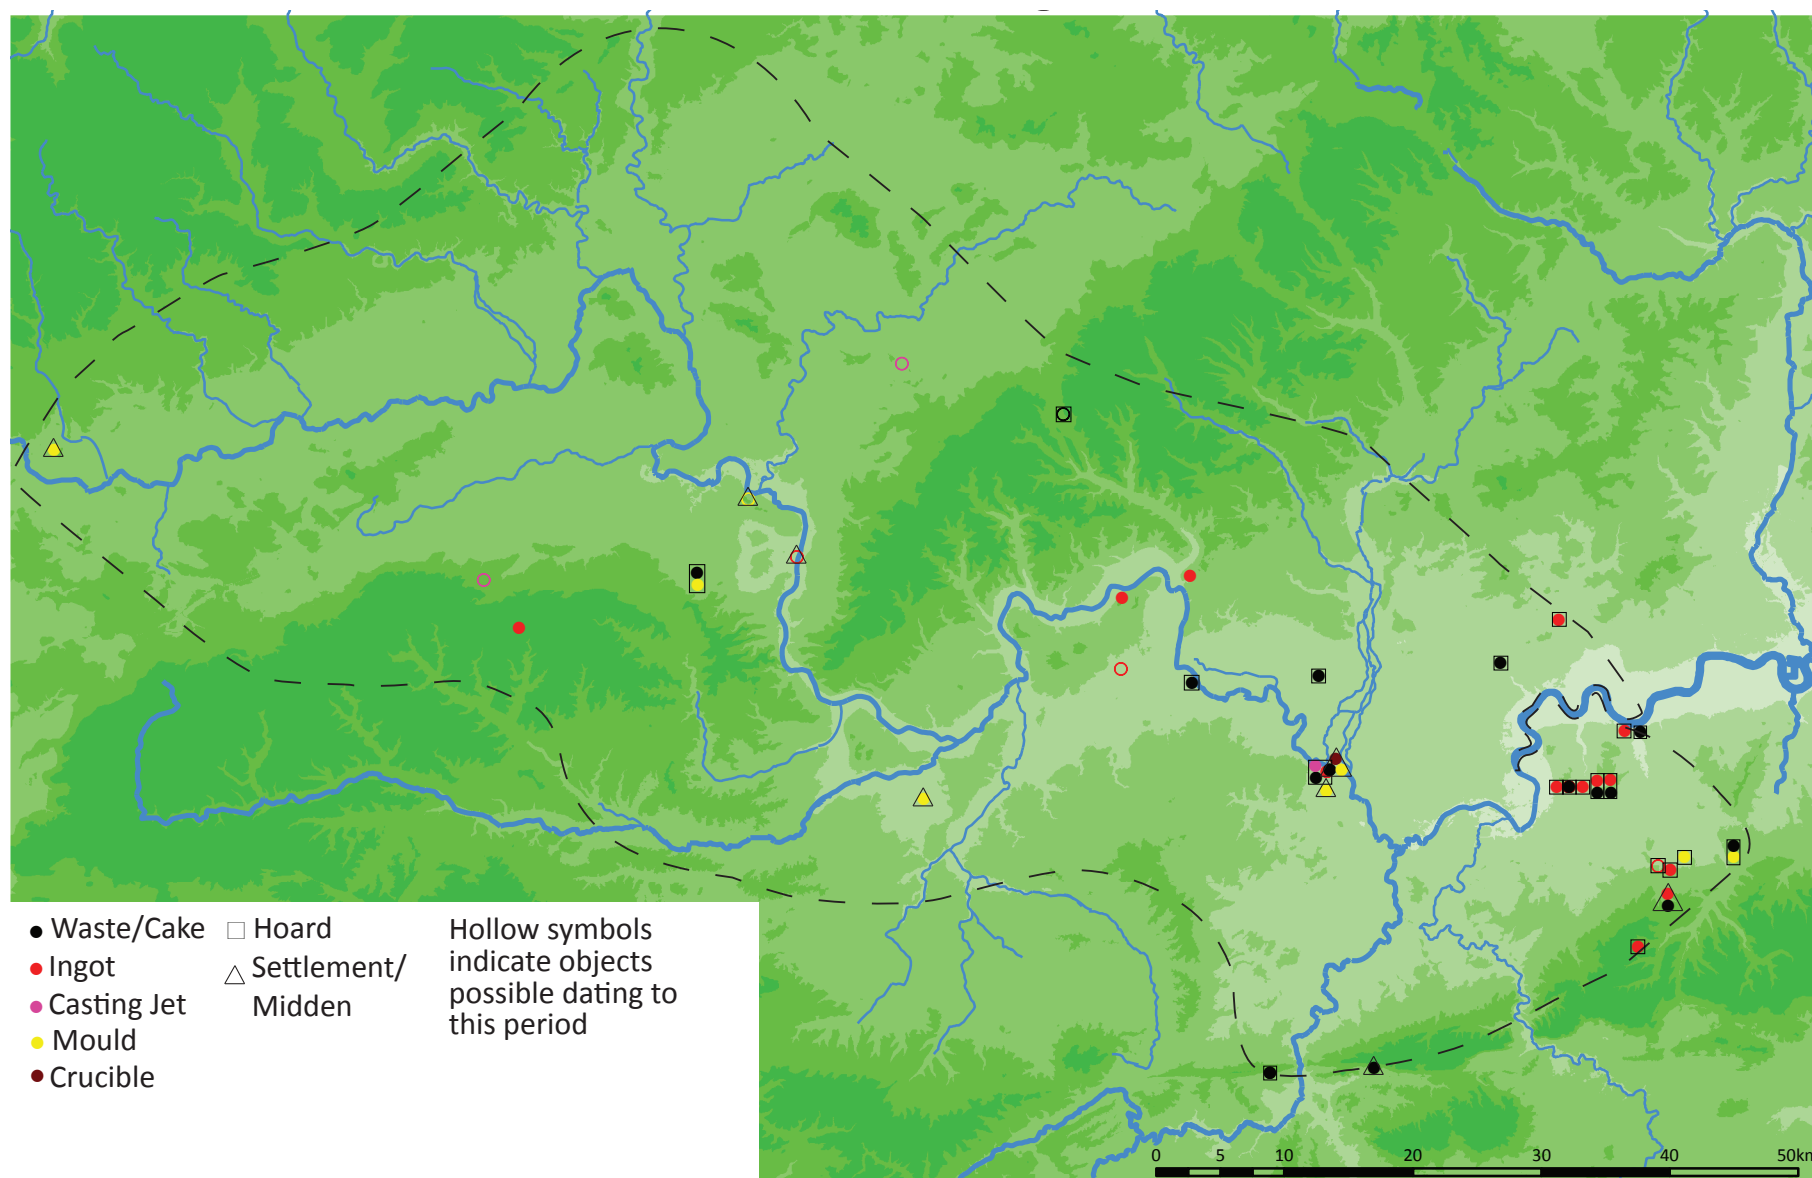 Waste/Cake
Ingot
Casting Jet
Mould
Crucible
Hoard
Settlement/
Midden
Hollow symbols
indicate objects
possible dating to
this period
0 5 10 20 30 40 50km